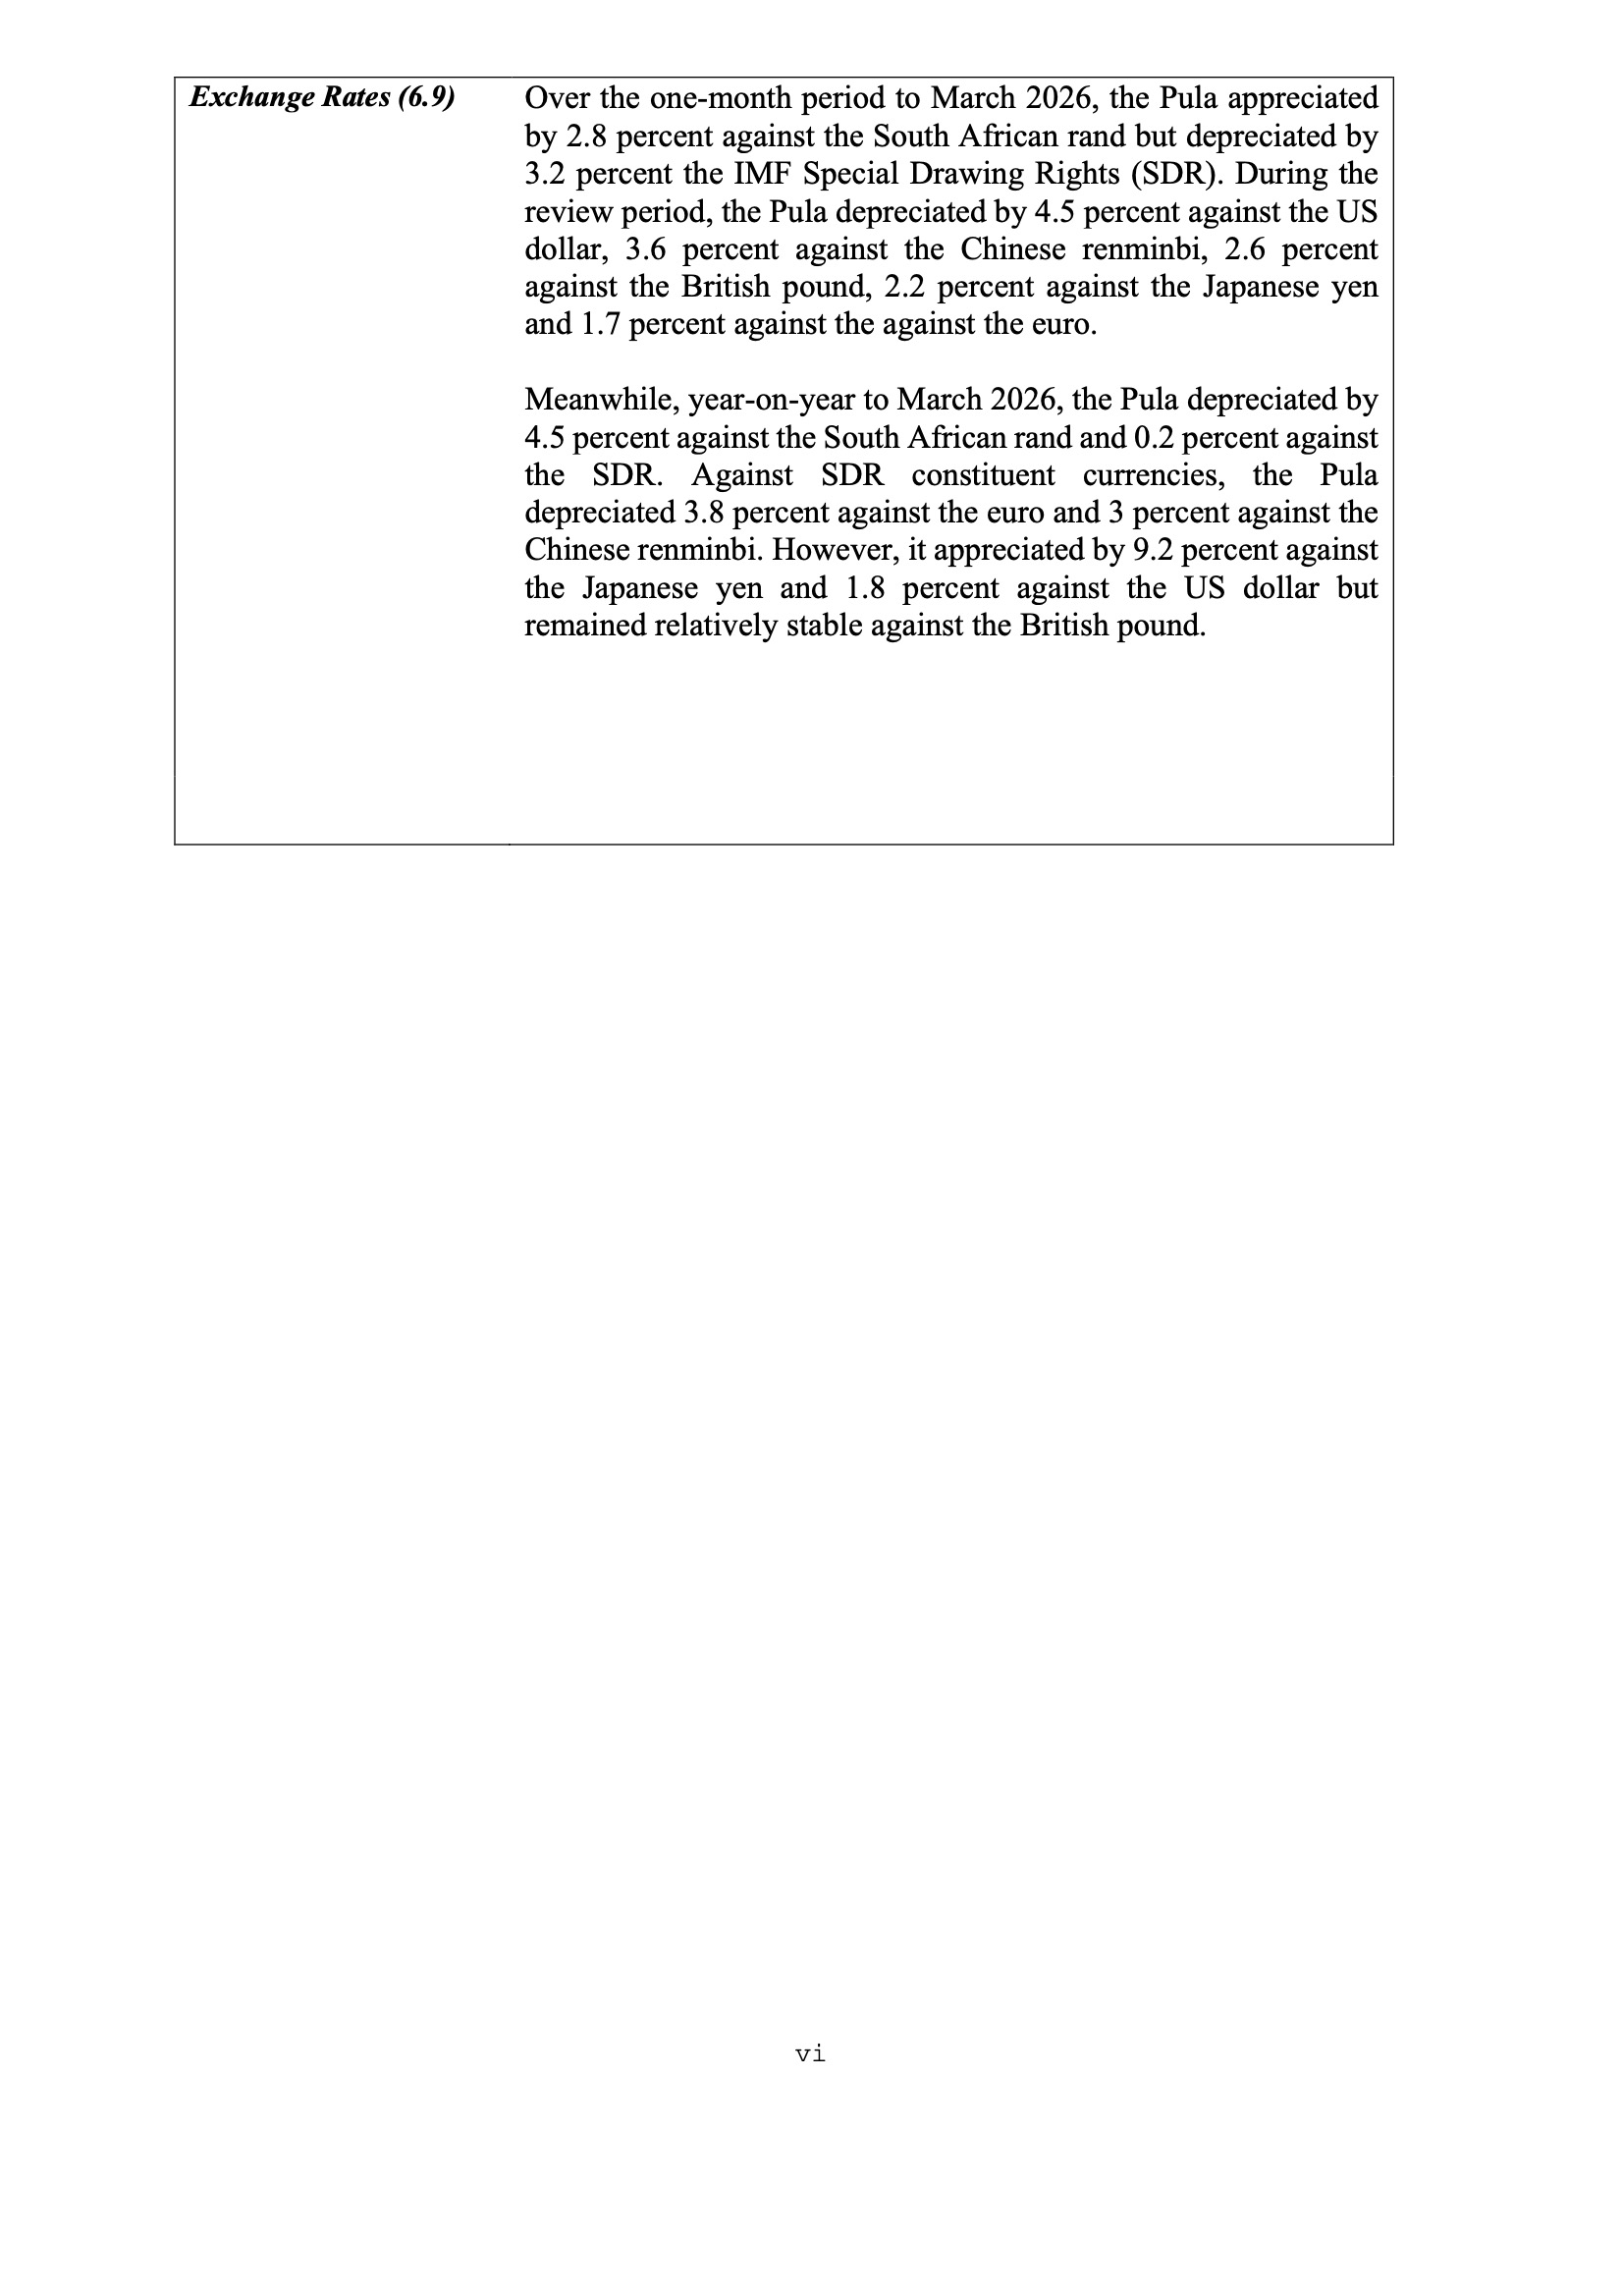 Exchange Rates (6.9)
Over the one-month period to March 2026, the Pula appreciated
by 2.8 percent against the South African rand but depreciated by
3.2 percent the IMF Special Drawing Rights (SDR). During the
review period, the Pula depreciated by 4.5 percent against the US
dollar, 3.6 percent against the Chinese renminbi, 2.6 percent
against the British pound, 2.2 percent against the Japanese yen
and 1.7 percent against the against the euro.
Meanwhile, year-on-year to March 2026, the Pula depreciated by
4.5 percent against the South African rand and 0.2 percent against
the SDR. Against SDR constituent currencies, the Pula
depreciated 3.8 percent against the euro and 3 percent against the
Chinese renminbi. However, it appreciated by 9.2 percent against
the Japanese yen and 1.8 percent against the US dollar but
remained relatively stable against the British pound.
vi